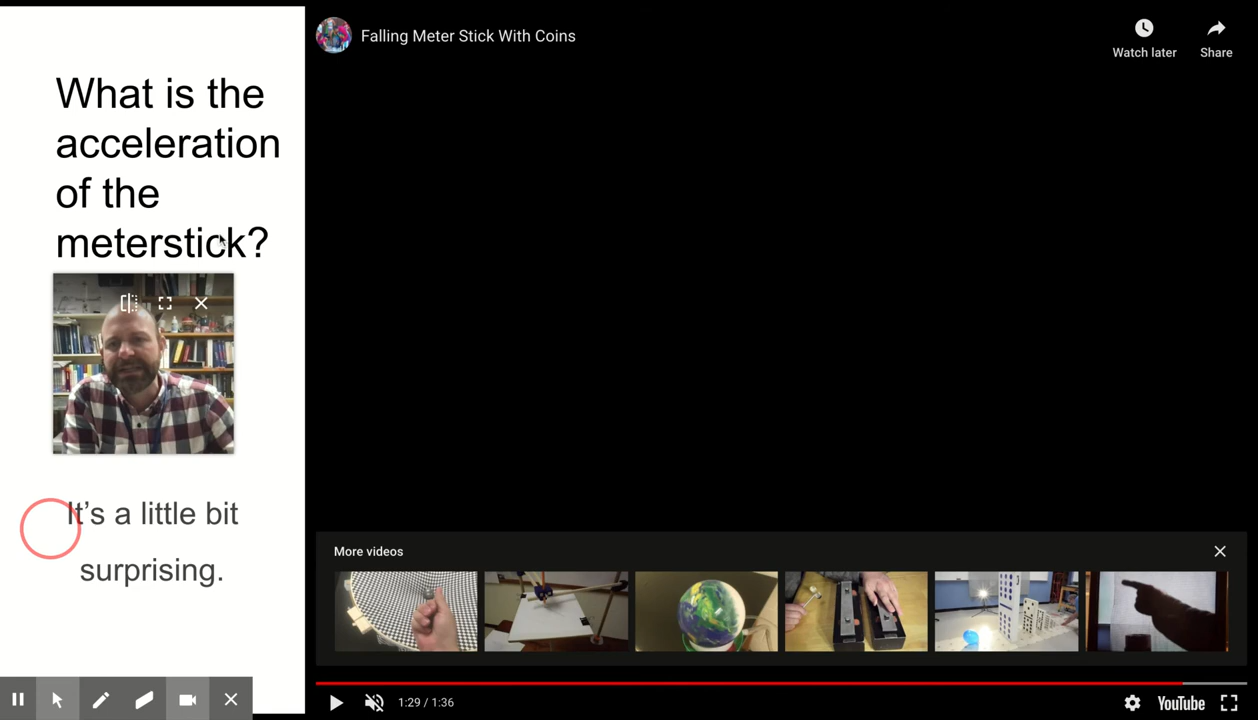 What is the
acceleration
of the
meterstick?
It's a little bit
surprising.
Falling Meter Stick With Coins
Watch later
Share
More videos
1:29 / 1:36
YouTube